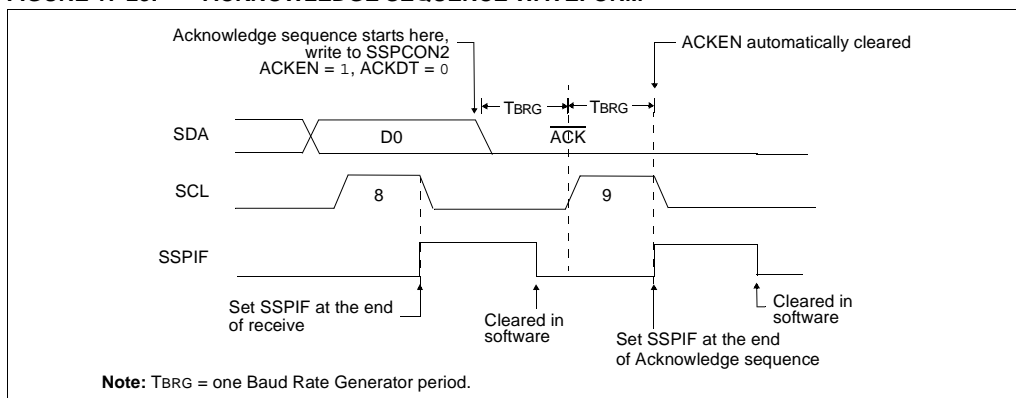 Acknowledge sequence starts here,
write to SSPCON2
ACKEN = 1, ACKDT = 0
ACKEN automatically cleared
TBRG
TBRG
SDA
D0
ACK
SCL
8
9
SSPIF
Set SSPIF at the end
of receive
Cleared in
software
Set SSPIF at the end
of Acknowledge sequence
Cleared in
software
Note: TBRG = one Baud Rate Generator period.